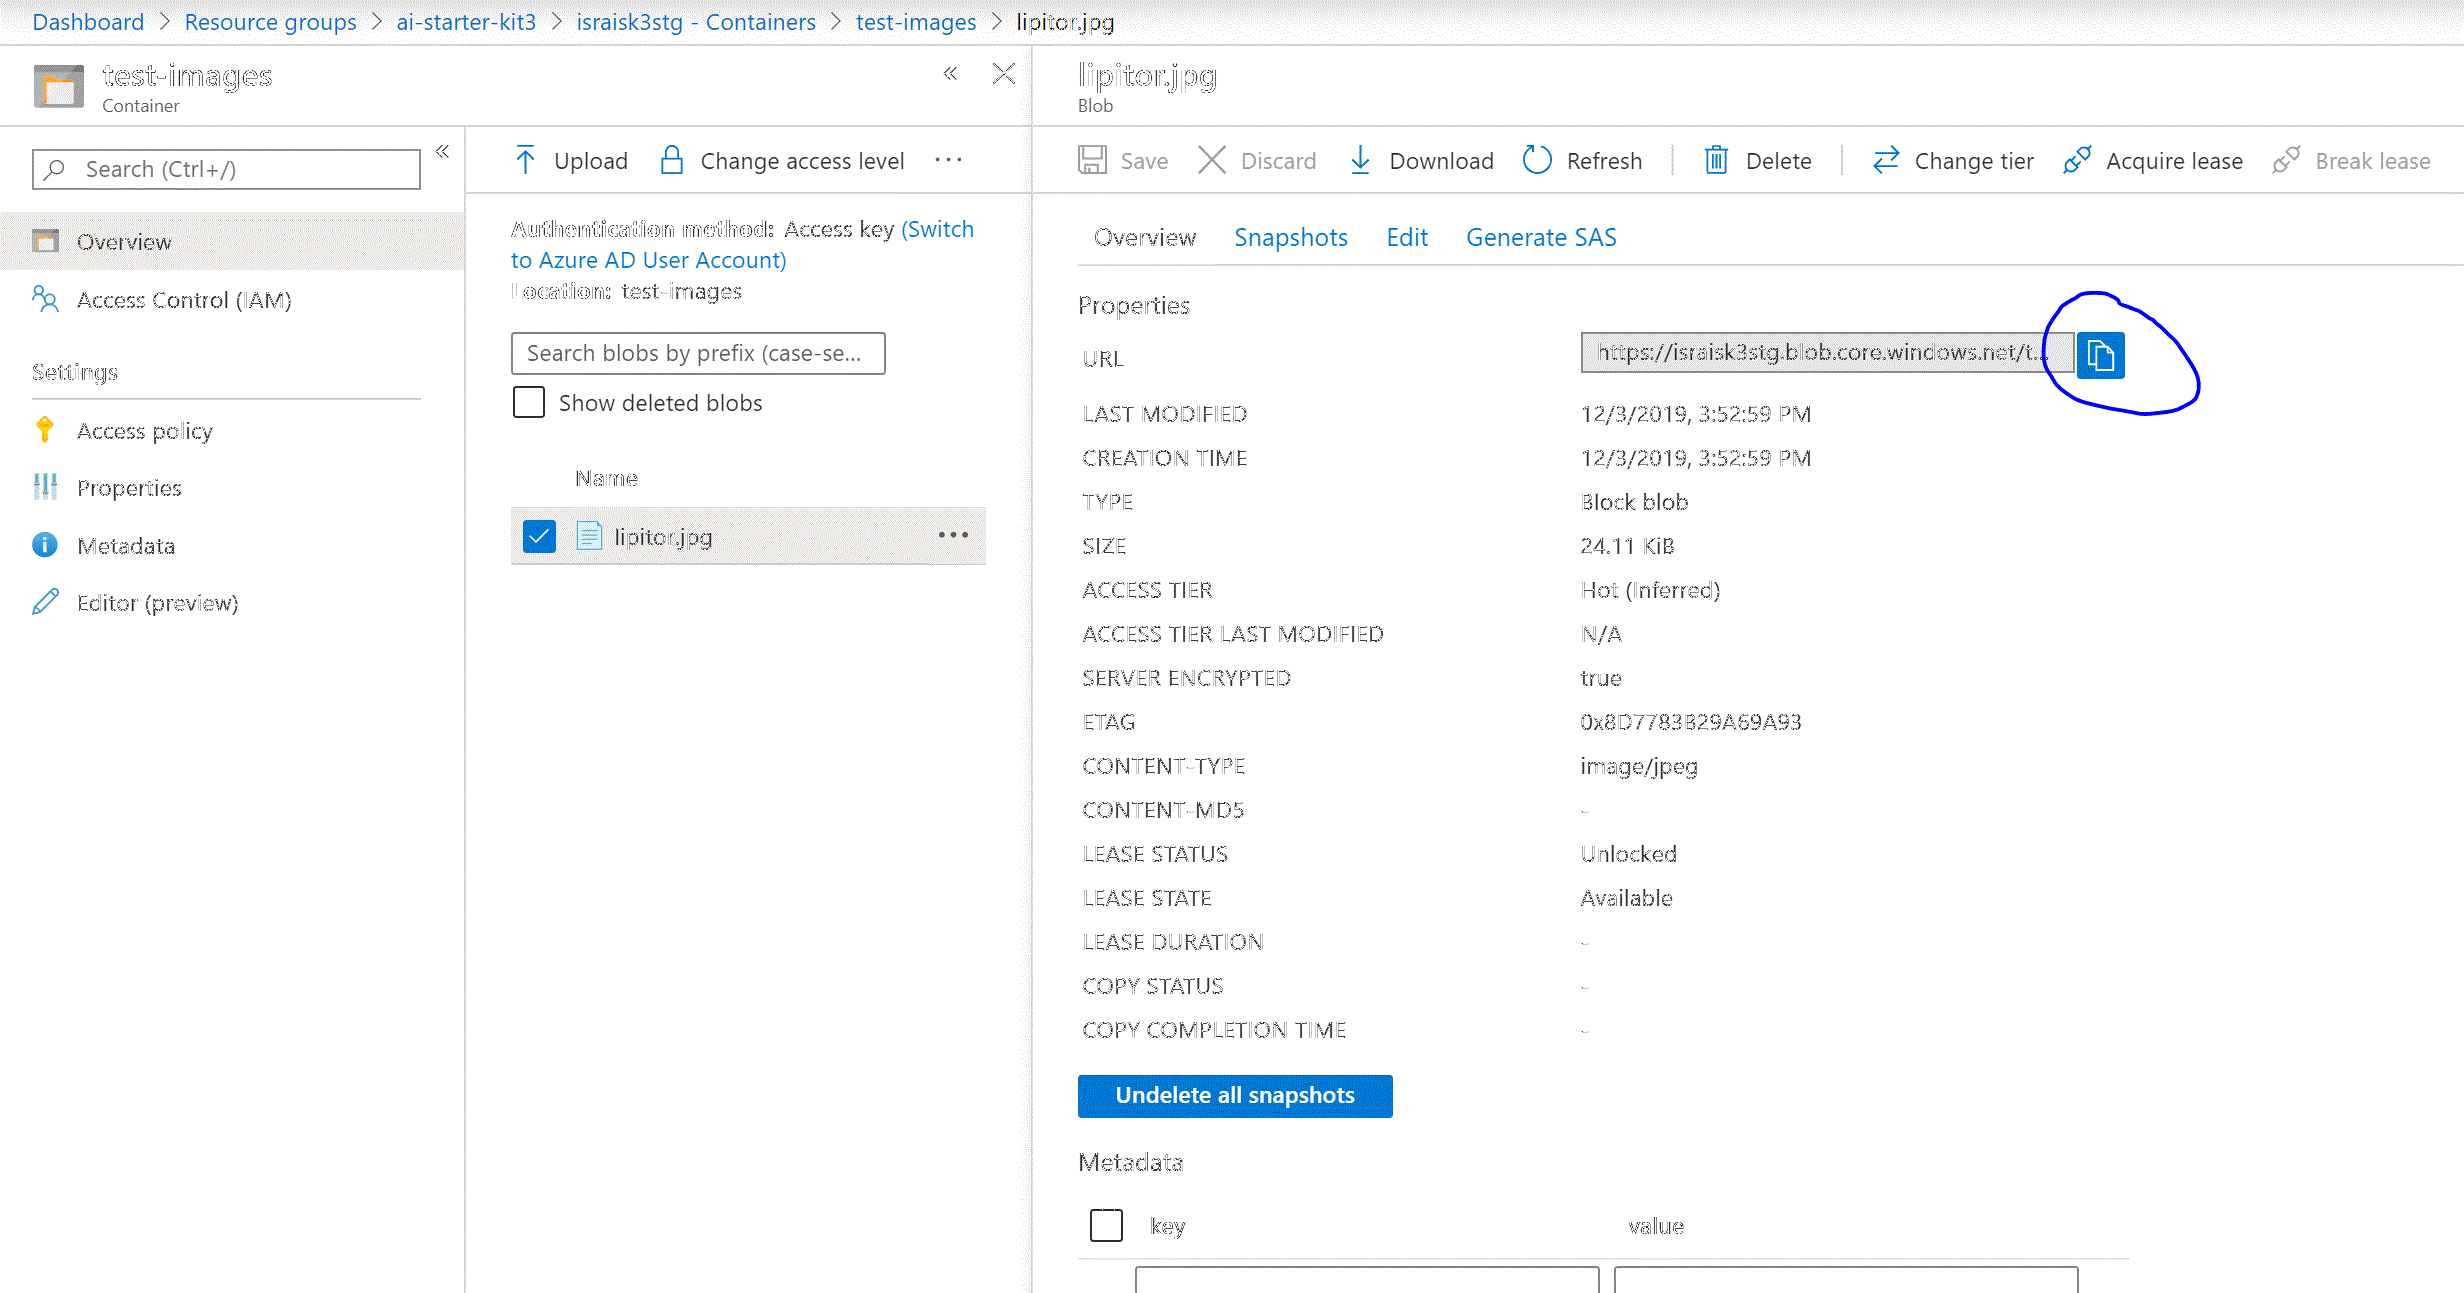 Dashboard > Resource groups > ai-starter-kit3 > israisk3stg - Containers > test-images > lipitor.jpg
test-images
Container
Search (Ctrl+/)
Overview
Access Control (IAM)
Settings
Access policy
Properties
Metadata
Editor (preview)
Upload
Change access level
Authentication method: Access key (Switch
to Azure AD User Account)
Location: test-images
Search blobs by prefix (case-se...
Show deleted blobs
Name
lipitor.jpg
lipitor.jpg
Blob
Save Discard Download Refresh Delete Change tier Acquire lease Break lease
Overview Snapshots Edit Generate SAS
Properties
URL https://israisk3stg.blob.core.windows.net/t...
LAST MODIFIED 12/3/2019, 3:52:59 PM
CREATION TIME 12/3/2019, 3:52:59 PM
TYPE Block blob
SIZE 24.11 KiB
ACCESS TIER Hot (Inferred)
ACCESS TIER LAST MODIFIED N/A
SERVER ENCRYPTED true
ETAG 0x8D7783B29A69A93
CONTENT-TYPE image/jpeg
CONTENT-MD5 -
LEASE STATUS Unlocked
LEASE STATE Available
LEASE DURATION -
COPY STATUS -
COPY COMPLETION TIME -
Undelete all snapshots
Metadata
key value